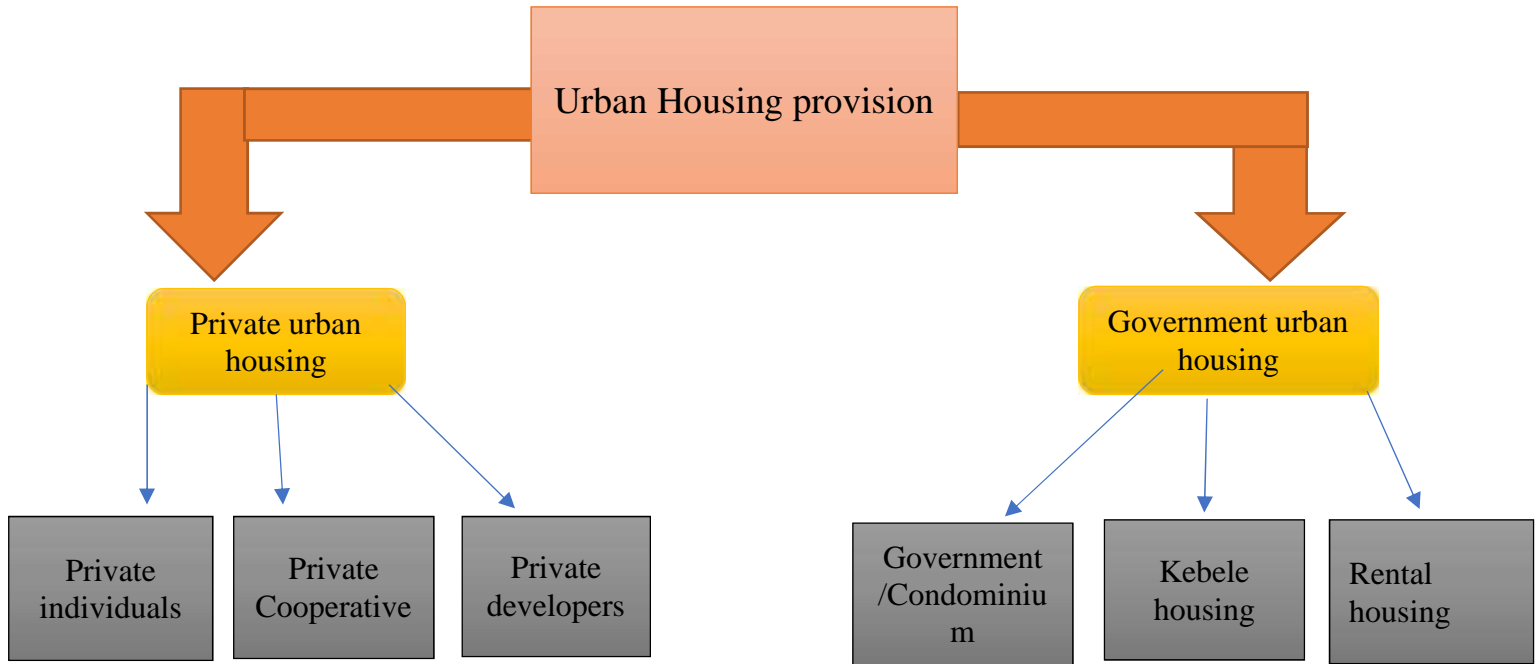 Urban Housing provision
Private urban
housing
Government urban
housing
Private
individuals
Private
Cooperative
Private
developers
Government
/Condominiu
m
Kebele
housing
Rental
housing